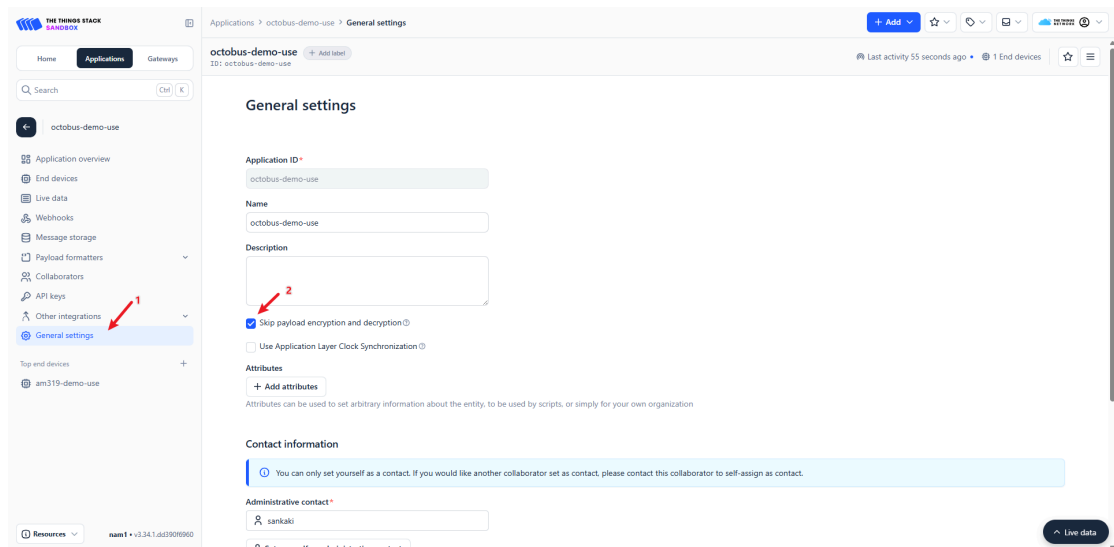 THE THINGS STACK
SANDBOX
Applications > octobus-demo-use > General settings
+ Add
THE THINGS
NETWORK
Home
Applications
Gateways
octobus-demo-use
+ Add label
ID: octobus-demo-use
Last activity 55 seconds ago •
1 End devices
Search
Ctrl
K
octobus-demo-use
Application overview
End devices
Live data
Webhooks
Message storage
Payload formatters
Collaborators
API keys
Other integrations
General settings
1
Top end devices
+
am319-demo-use
General settings
Application ID*
octobus-demo-use
Name
octobus-demo-use
Description
2
Skip payload encryption and decryption
Use Application Layer Clock Synchronization
Attributes
+ Add attributes
Attributes can be used to set arbitrary information about the entity, to be used by scripts, or simply for your own organization
Contact information
You can only set yourself as a contact. If you would like another collaborator set as contact, please contact this collaborator to self-assign as contact.
Administrative contact*
sankaki
Resources
nam1 • v3.34.1.dd390f6960
Live data